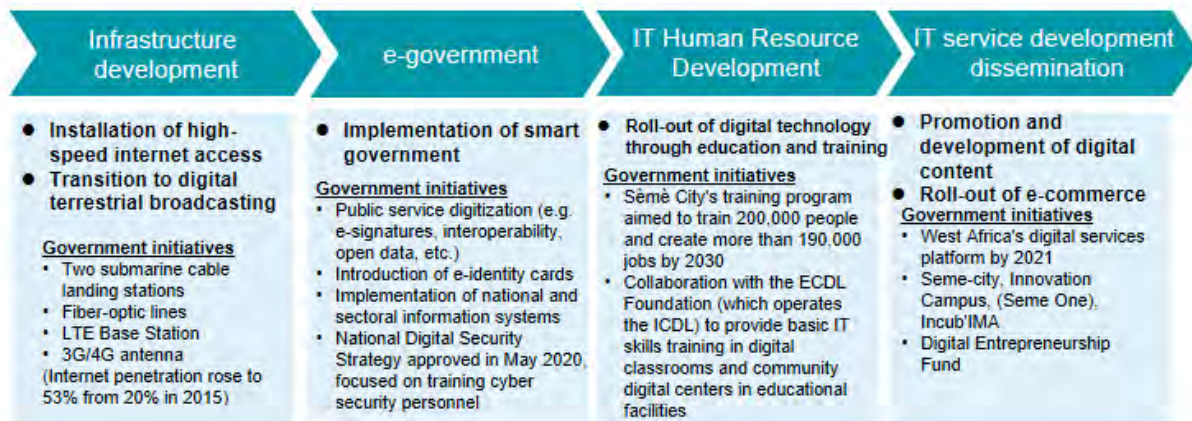 Infrastructure
development
● Installation of high-
speed internet access
● Transition to digital
terrestrial broadcasting
Government initiatives
• Two submarine cable
landing stations
• Fiber-optic lines
• LTE Base Station
• 3G/4G antenna
(Internet penetration rose to
53% from 20% in 2015)
e-government
● Implementation of smart
government
Government initiatives
• Public service digitization (e.g.
e-signatures, interoperability,
open data, etc.)
• Introduction of e-identity cards
• Implementation of national and
sectoral information systems
• National Digital Security
Strategy approved in May 2020,
focused on training cyber
security personnel
IT Human Resource
Development
● Roll-out of digital technology
through education and training
Government initiatives
• Sèmè City's training program
aimed to train 200,000 people
and create more than 190,000
jobs by 2030
• Collaboration with the ECDL
Foundation (which operates
the ICDL) to provide basic IT
skills training in digital
classrooms and community
digital centers in educational
facilities
IT service development
dissemination
● Promotion and
development of digital
content
● Roll-out of e-commerce
Government initiatives
• West Africa's digital services
platform by 2021
• Seme-city, Innovation
Campus, (Seme One),
Incub'IMA
• Digital Entrepreneurship
Fund